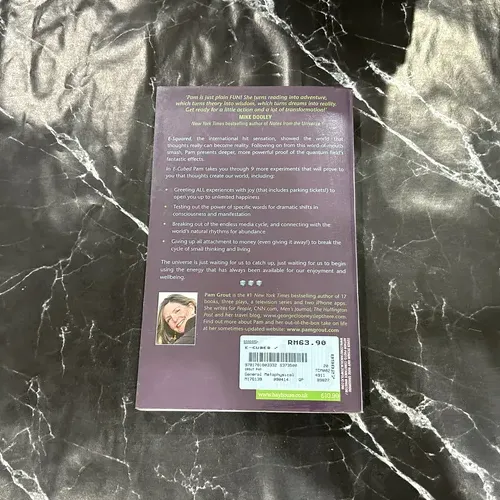 'Pam is just plain FUN! She turns reading into adventure,
which turns theory into wisdom, which turns dreams into reality.
Get ready for a little action and a lot of transformation!'
MIKE DOOLEY
New York Times bestselling author of Notes from the Universe
E-Squared, the international hit sensation, showed the world that
thoughts really can become reality. Following on from this word-of-mouth
smash, Pam presents deeper, more powerful proof of the quantum field's
fantastic effects.
In E-Cubed Pam takes you through 9 more experiments that will prove to
you that thoughts create our world, including:
• Greeting ALL experiences with joy (that includes parking tickets!) to
open you up to unlimited happiness
• Testing out the power of specific words for dramatic shifts in
consciousness and manifestation
• Breaking out of the endless media cycle, and connecting with the
world's natural rhythms for abundance
• Giving up all attachment to money (even giving it away!) to break the
cycle of small thinking and living
The universe is just waiting for us to catch up, just waiting for us to begin
using the energy that has always been available for our enjoyment and
wellbeing.
Pam Grout is the #1 New York Times bestselling author of 17
books, three plays, a television series and two iPhone apps.
She writes for People, CNN.com, Men's Journal, The Huffington
Post and her travel blog, www.georgeclooneyslepthere.com.
Find out more about Pam and her out-of-the-box take on life
at her sometimes-updated website: www.pamgrout.com
RM63.90
E-CUBED /
General Metaphysical
www.hayhouse.co.uk
£10.99